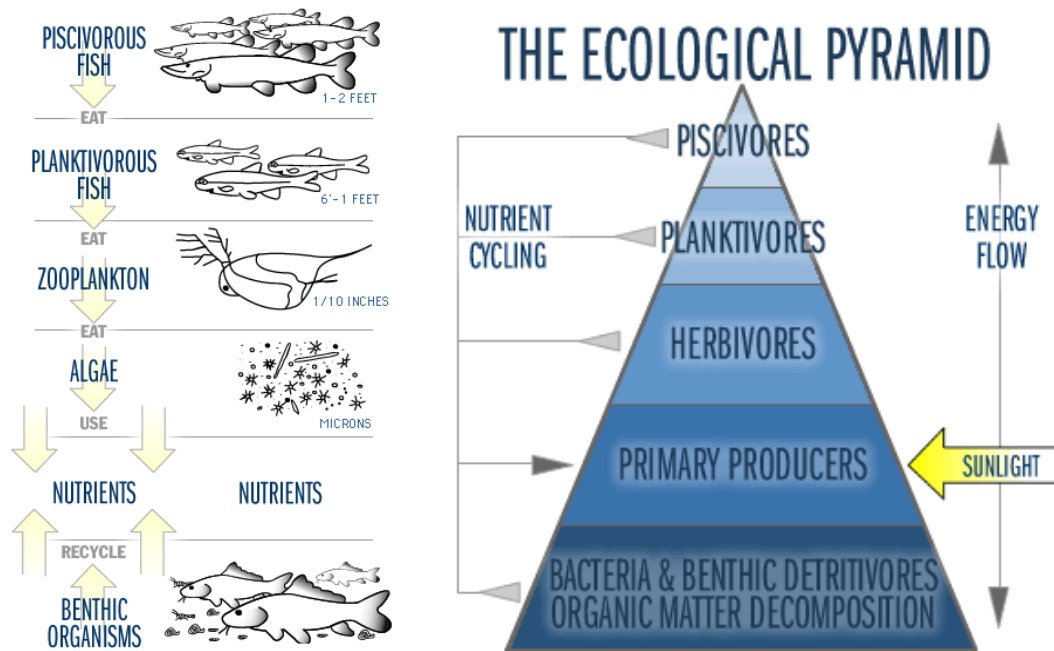 PISCIVOROUS
FISH
1-2 FEET
EAT
PLANKTIVOROUS
FISH
6'-1 FEET
EAT
ZOOPLANKTON
1/10 INCHES
EAT
ALGAE
MICRONS
USE
NUTRIENTS
NUTRIENTS
RECYCLE
BENTHIC
ORGANISMS
THE ECOLOGICAL PYRAMID
PISCIVORES
PLANKTIVORES
HERBIVORES
PRIMARY PRODUCERS
BACTERIA & BENTHIC DETRITIVORES
ORGANIC MATTER DECOMPOSITION
NUTRIENT
CYCLING
ENERGY
FLOW
SUNLIGHT